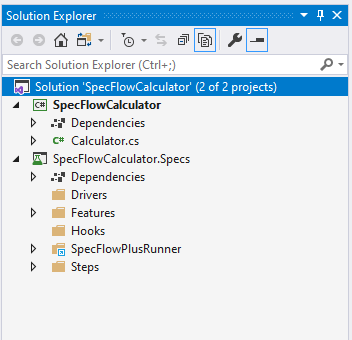 Solution Explorer
Search Solution Explorer (Ctrl+;)
Solution 'SpecFlowCalculator' (2 of 2 projects)
C# SpecFlowCalculator
Dependencies
C# Calculator.cs
SpecFlowCalculator.Specs
Dependencies
Drivers
Features
Hooks
SpecFlowPlusRunner
Steps